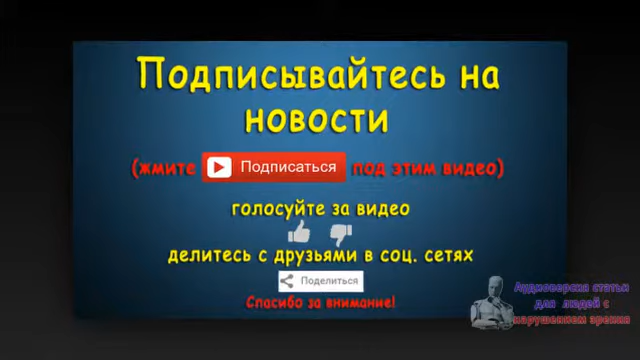 Подписывайтесь на
новости
(жмите Подписаться под этим видео)
голосуйте за видео
делитесь с друзьями в соц. сетях
Поделиться
Спасибо за внимание!
Аудиоверсия статьи
для людей с
нарушением зрения